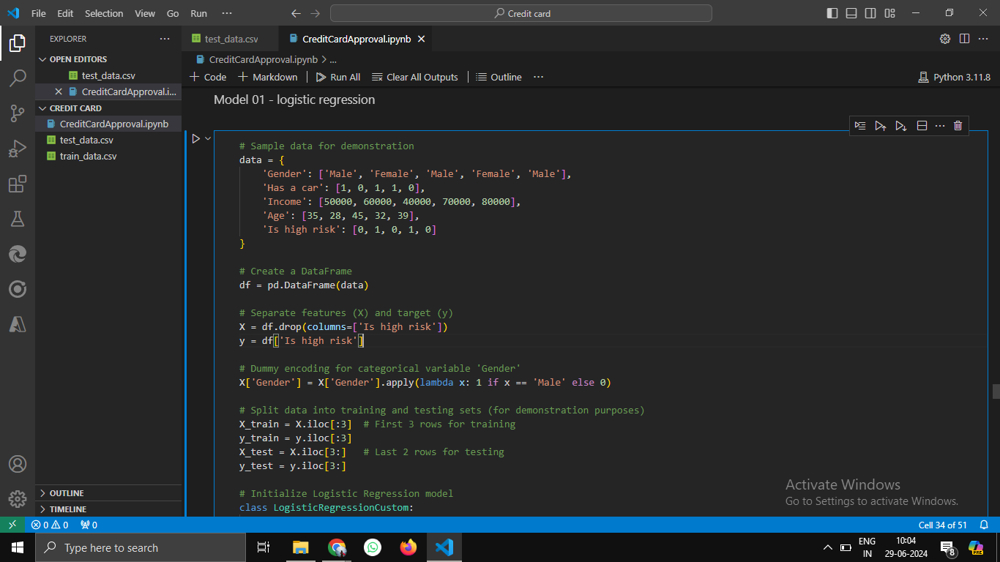 File Edit Selection View Go Run ··· Credit card
EXPLORER ···
OPEN EDITORS
test_data.csv
CreditCardApproval.i...
CREDIT CARD
CreditCardApproval.ipynb
test_data.csv
train_data.csv
OUTLINE
TIMELINE
test_data.csv CreditCardApproval.ipynb
CreditCardApproval.ipynb > ...
+ Code + Markdown Run All Clear All Outputs Outline ··· Python 3.11.8
Model 01 - logistic regression
# Sample data for demonstration
data = {
    'Gender': ['Male', 'Female', 'Male', 'Female', 'Male'],
    'Has a car': [1, 0, 1, 1, 0],
    'Income': [50000, 60000, 40000, 70000, 80000],
    'Age': [35, 28, 45, 32, 39],
    'Is high risk': [0, 1, 0, 1, 0]
}
# Create a DataFrame
df = pd.DataFrame(data)
# Separate features (X) and target (y)
X = df.drop(columns=['Is high risk'])
y = df['Is high risk']
# Dummy encoding for categorical variable 'Gender'
X['Gender'] = X['Gender'].apply(lambda x: 1 if x == 'Male' else 0)
# Split data into training and testing sets (for demonstration purposes)
X_train = X.iloc[:3]  # First 3 rows for training
y_train = y.iloc[:3]
X_test = X.iloc[3:]   # Last 2 rows for testing
y_test = y.iloc[3:]
# Initialize Logistic Regression model
class LogisticRegressionCustom:
Activate Windows
Go to Settings to activate Windows.
0 0 0 Cell 34 of 51
Type here to search
ENG
IN
10:04
29-06-2024
8
PRE